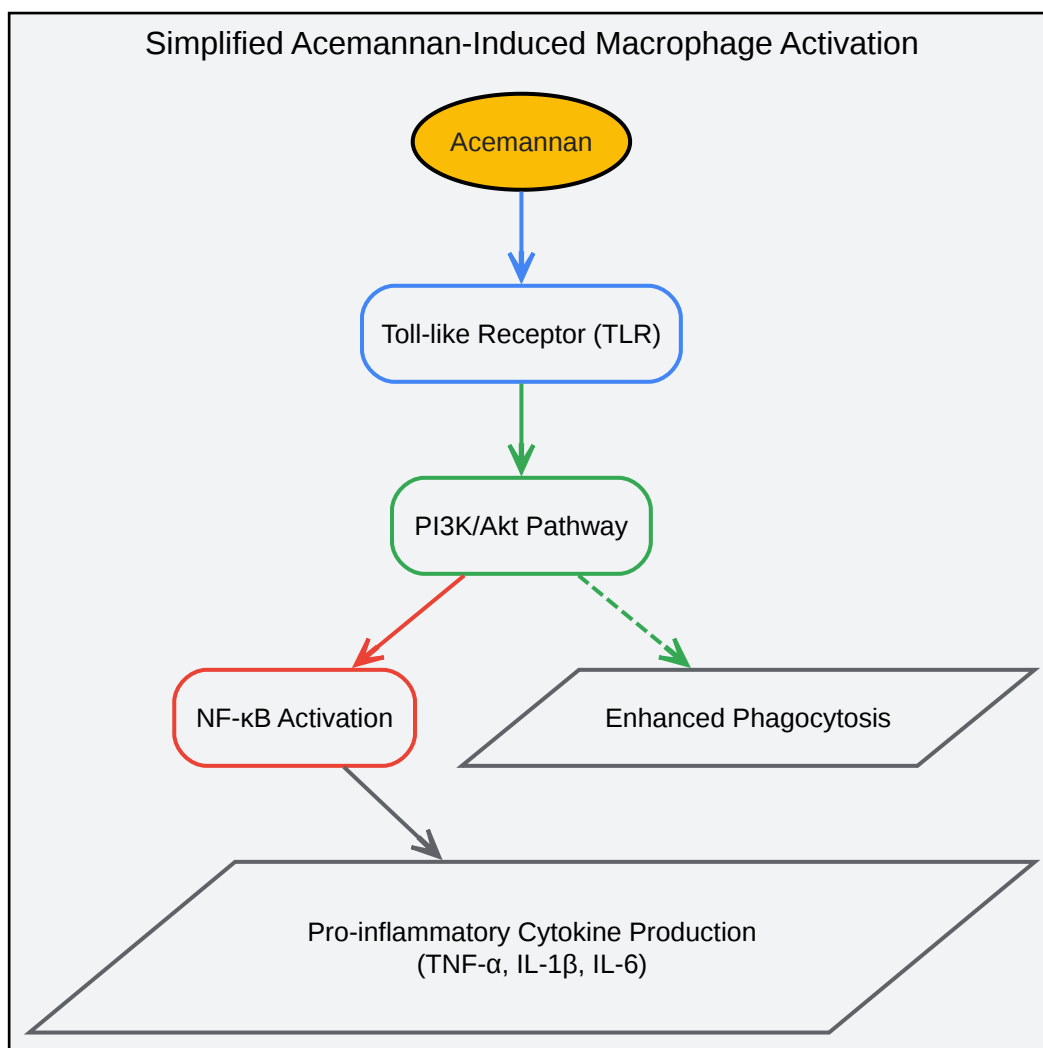 Simplified Acemannan-Induced Macrophage Activation
Acemannan
Toll-like Receptor (TLR)
PI3K/Akt Pathway
NF-κB Activation
Enhanced Phagocytosis
Pro-inflammatory Cytokine Production
(TNF-α, IL-1β, IL-6)